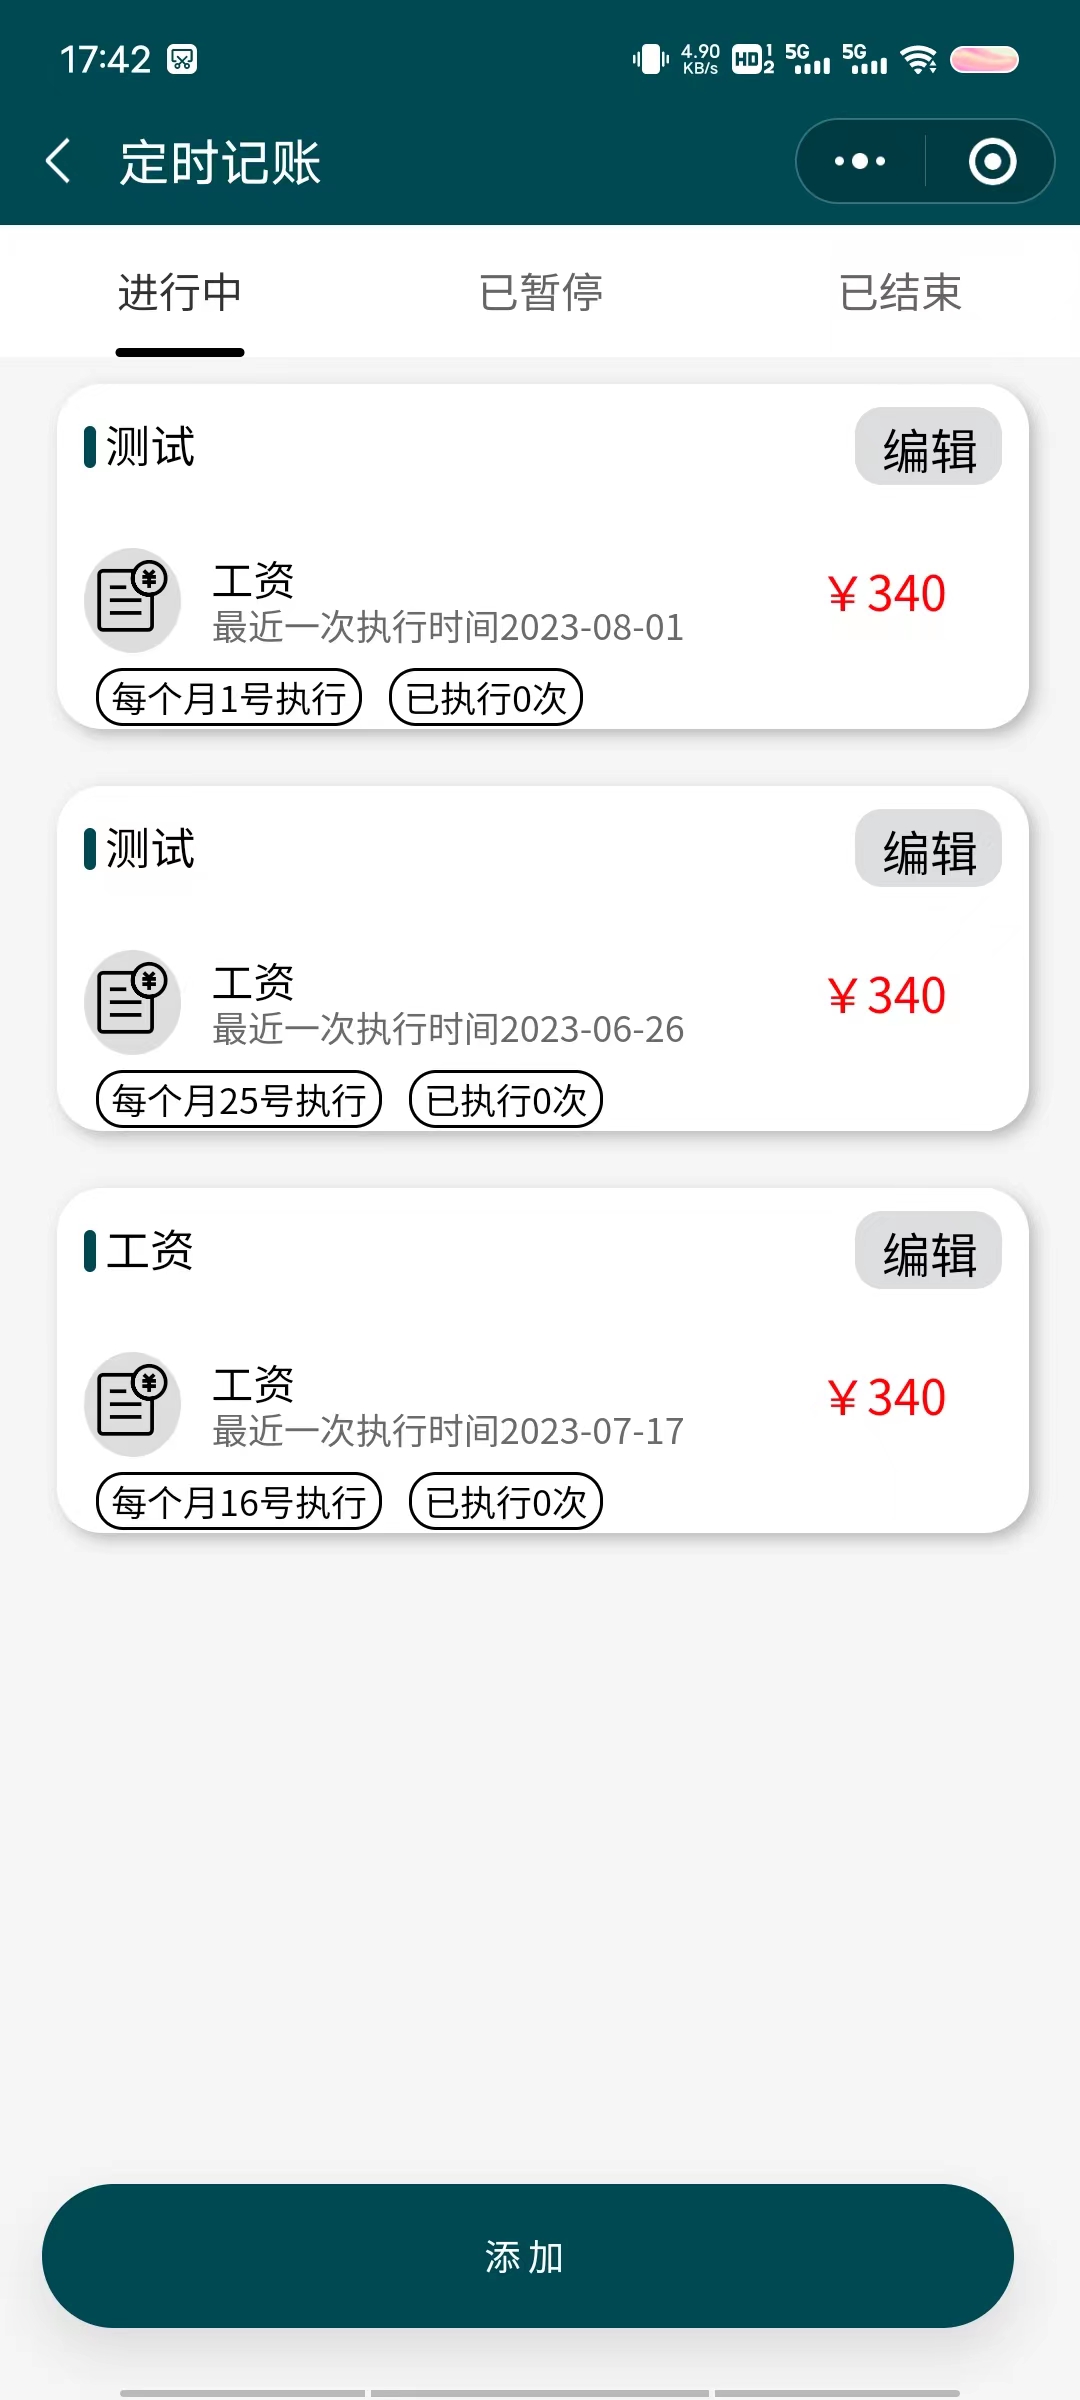 17:42 4.90 KB/s HD 1 2 5G 5G
定时记账
进行中 已暂停 已结束
测试 编辑
工资 ￥340
最近一次执行时间2023-08-01
每个月1号执行 已执行0次
测试 编辑
工资 ￥340
最近一次执行时间2023-06-26
每个月25号执行 已执行0次
工资 编辑
工资 ￥340
最近一次执行时间2023-07-17
每个月16号执行 已执行0次
添加